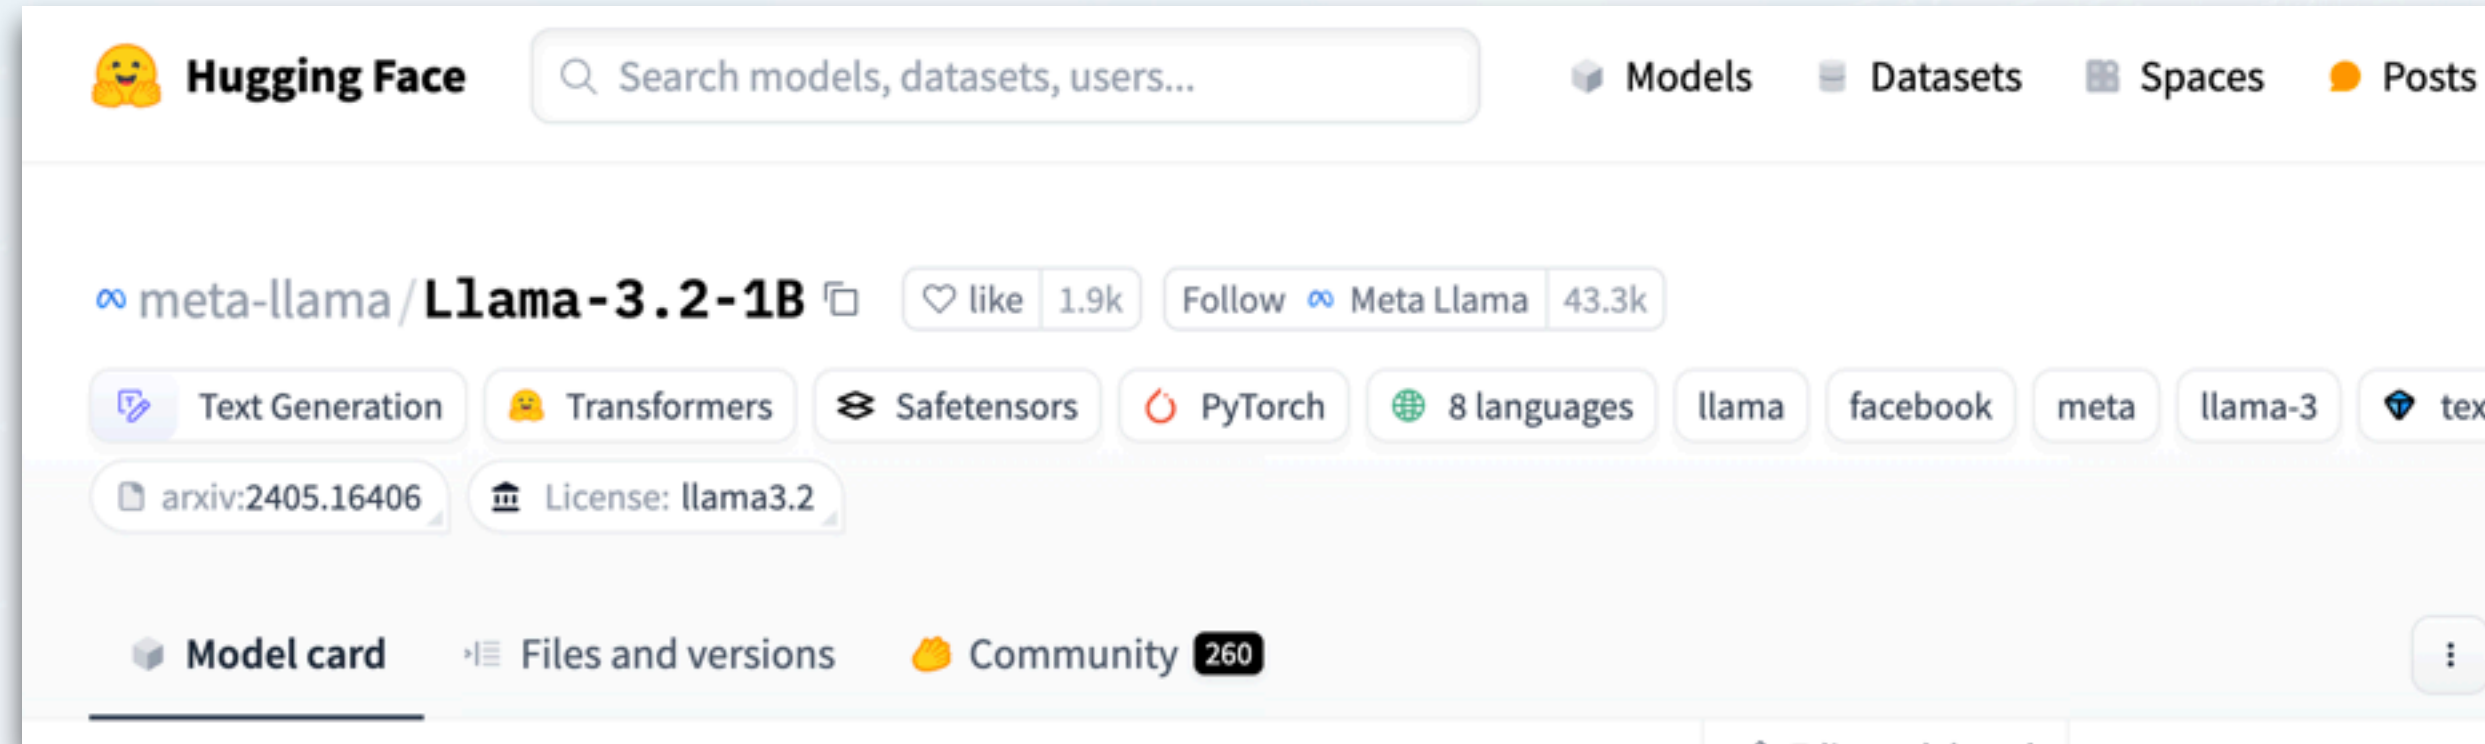 Hugging Face Search models, datasets, users... Models Datasets Spaces Posts
meta-llama/Llama-3.2-1B like 1.9k Follow Meta Llama 43.3k
Text Generation Transformers Safetensors PyTorch 8 languages llama facebook meta llama-3 tex
arxiv:2405.16406 License: llama3.2
Model card Files and versions Community 260